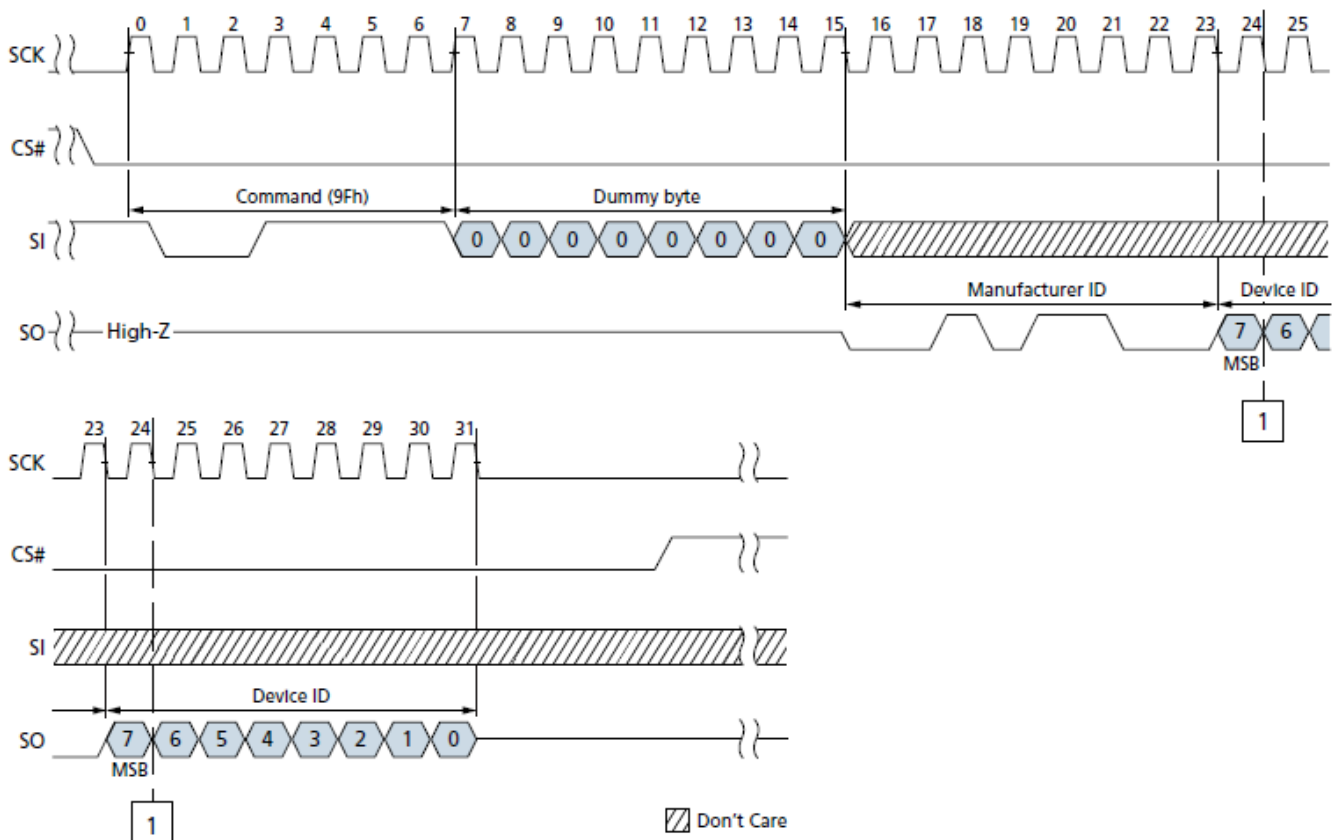 0 1 2 3 4 5 6 7 8 9 10 11 12 13 14 15 16 17 18 19 20 21 22 23 24 25
SCK
CS#
Command (9Fh) Dummy byte
SI 0 0 0 0 0 0 0 0
Manufacturer ID Device ID
SO High-Z 7 6
MSB
1
23 24 25 26 27 28 29 30 31
SCK
CS#
SI
Device ID
SO 7 6 5 4 3 2 1 0
MSB
1 Don't Care